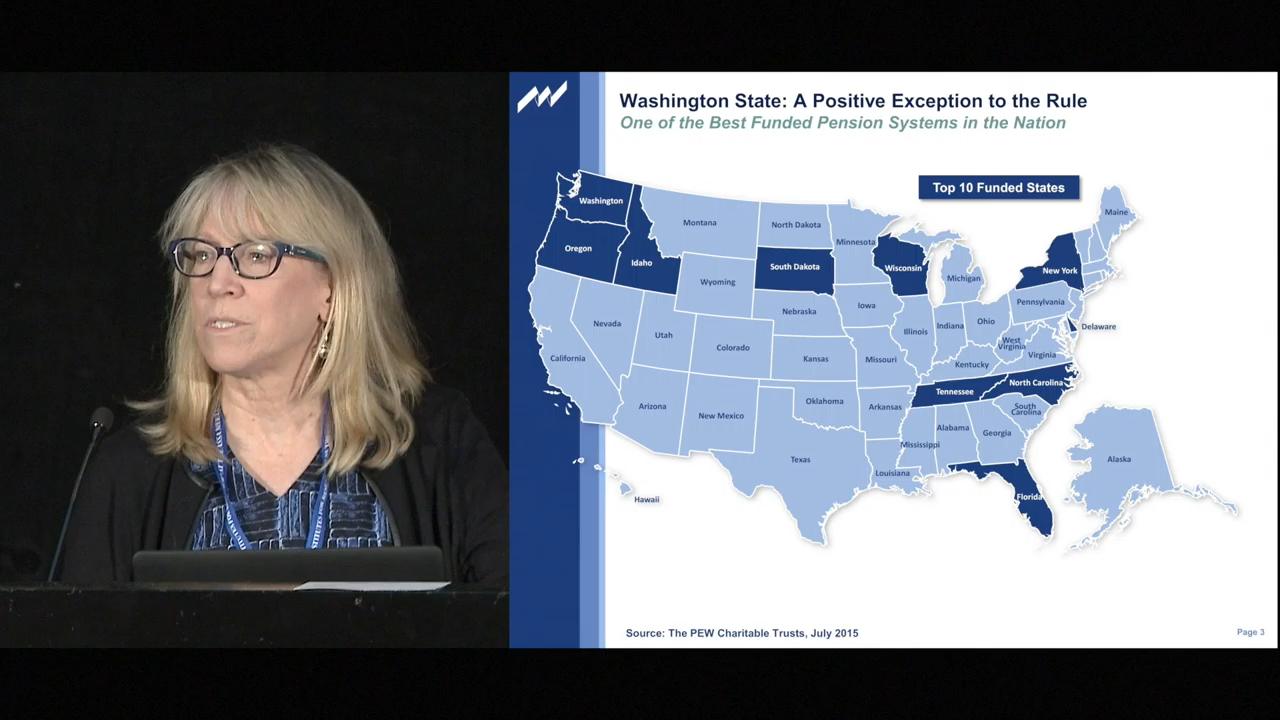 Washington State: A Positive Exception to the Rule
One of the Best Funded Pension Systems in the Nation
Top 10 Funded States
Washington
Montana
North Dakota
Minnesota
Maine
Oregon
Idaho
South Dakota
Wisconsin
Michigan
New York
Wyoming
Nebraska
Iowa
Pennsylvania
Nevada
Utah
Colorado
Kansas
Missouri
Illinois
Indiana
Ohio
West
Virginia
Virginia
Delaware
California
Kentucky
Arizona
New Mexico
Oklahoma
Arkansas
Tennessee
North Carolina
South
Carolina
Texas
Louisiana
Mississippi
Alabama
Georgia
Florida
Alaska
Hawaii
Source: The PEW Charitable Trusts, July 2015
Page 3